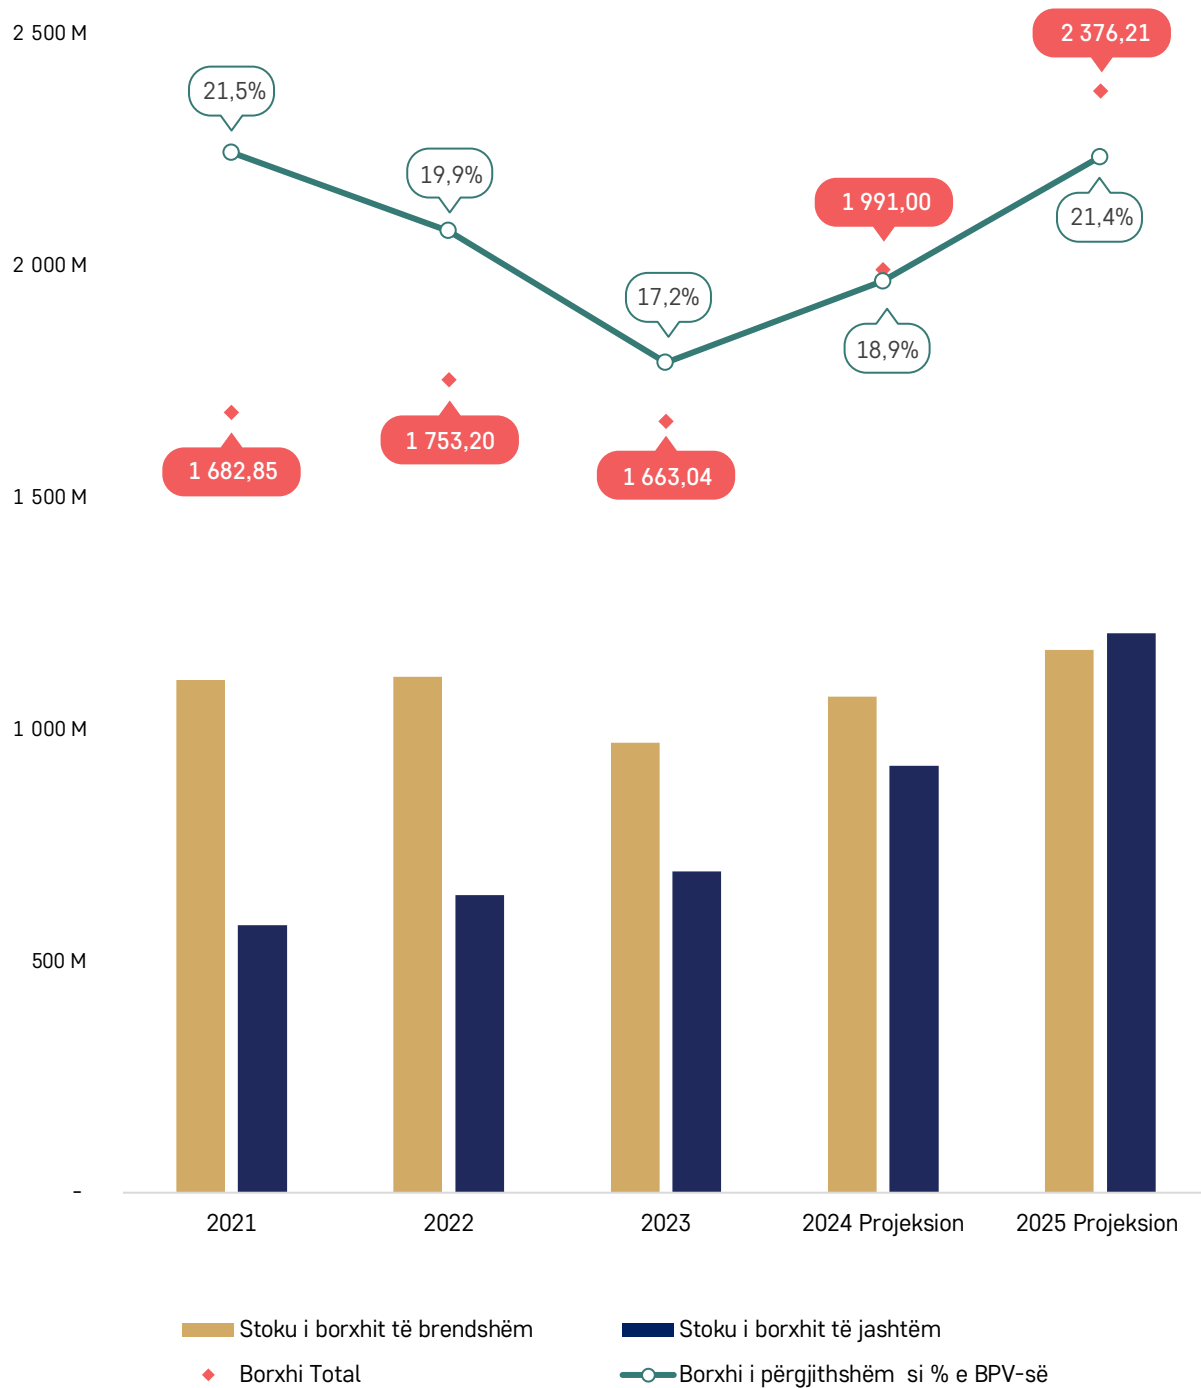 2 500 M
2 376,21
21,5%
19,9%
1 991,00
21,4%
2 000 M
17,2%
18,9%
1 753,20
1 682,85
1 663,04
1 500 M
1 000 M
500 M
-
2021
2022
2023
2024 Projeksion
2025 Projeksion
Stoku i borxhit të brendshëm
Stoku i borxhit të jashtëm
Borxhi Total
Borxhi i përgjithshëm si % e BPV-së